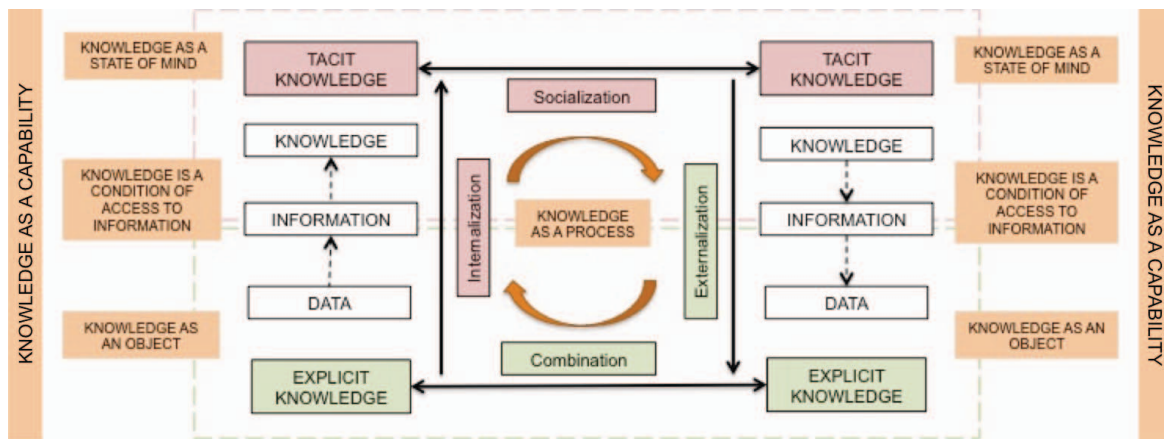 KNOWLEDGE AS A CAPABILITY
KNOWLEDGE AS A
STATE OF MIND
KNOWLEDGE IS A
CONDITION OF
ACCESS TO
INFORMATION
KNOWLEDGE AS
AN OBJECT
TACIT
KNOWLEDGE
KNOWLEDGE
INFORMATION
DATA
EXPLICIT
KNOWLEDGE
Socialization
Internalization
KNOWLEDGE
AS A PROCESS
Externalization
Combination
TACIT
KNOWLEDGE
KNOWLEDGE
INFORMATION
DATA
EXPLICIT
KNOWLEDGE
KNOWLEDGE AS A
STATE OF MIND
KNOWLEDGE IS A
CONDITION OF
ACCESS TO
INFORMATION
KNOWLEDGE AS AN
OBJECT
KNOWLEDGE AS A CAPABILITY